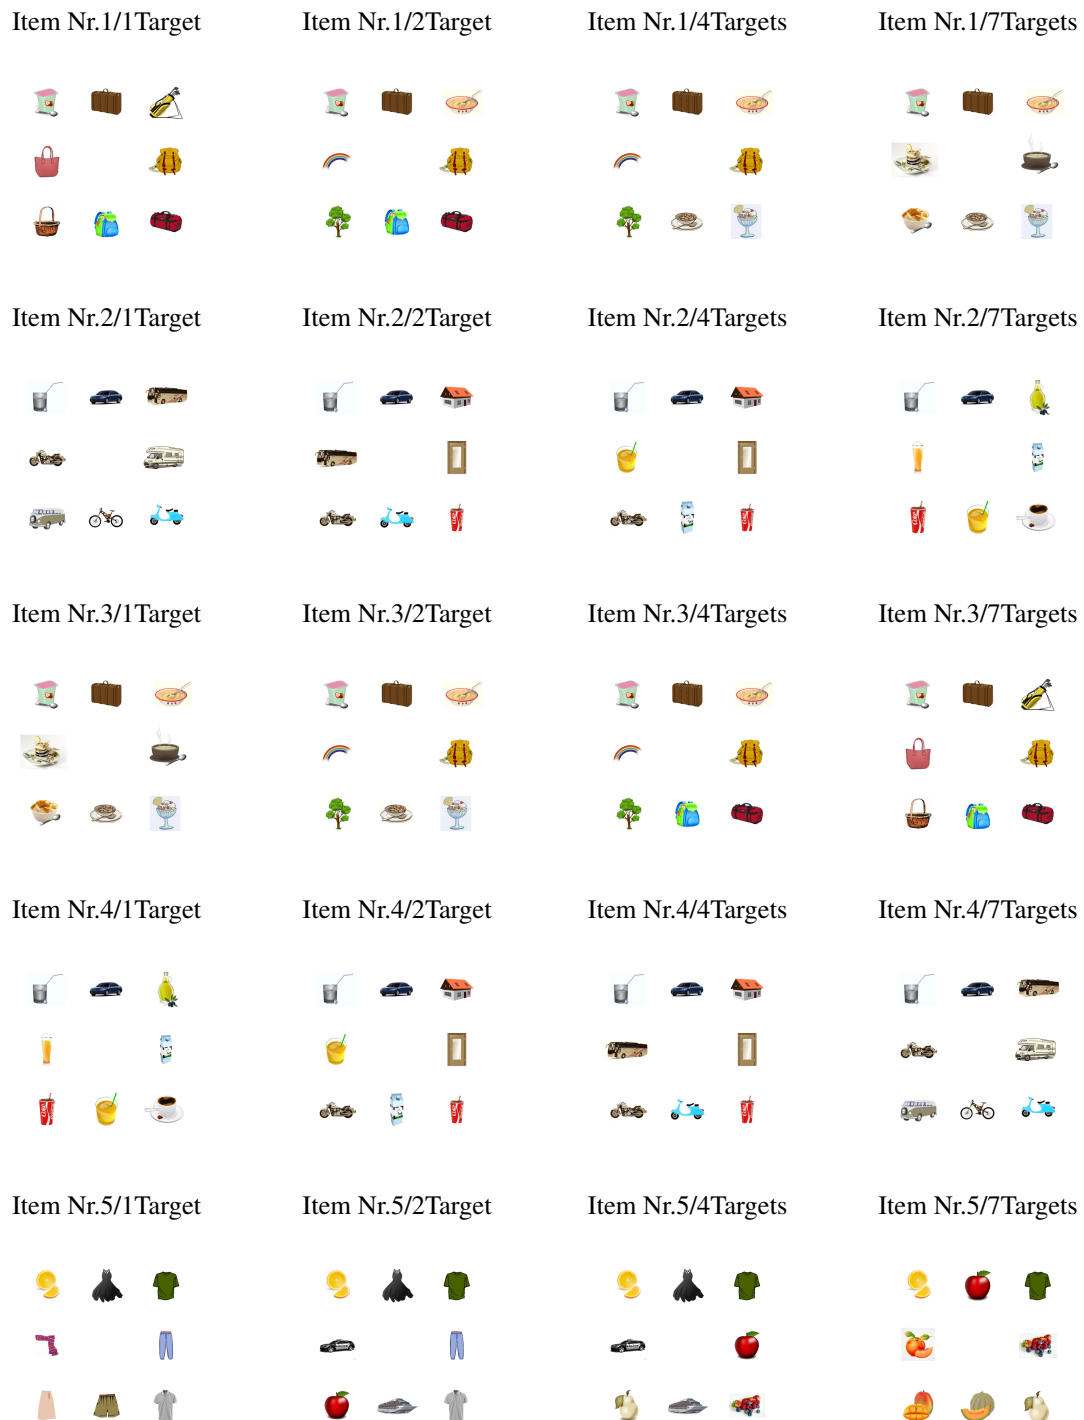 Item Nr.1/1Target Item Nr.1/2Target Item Nr.1/4Targets Item Nr.1/7Targets
Item Nr.2/1Target Item Nr.2/2Target Item Nr.2/4Targets Item Nr.2/7Targets
Item Nr.3/1Target Item Nr.3/2Target Item Nr.3/4Targets Item Nr.3/7Targets
Item Nr.4/1Target Item Nr.4/2Target Item Nr.4/4Targets Item Nr.4/7Targets
Item Nr.5/1Target Item Nr.5/2Target Item Nr.5/4Targets Item Nr.5/7Targets